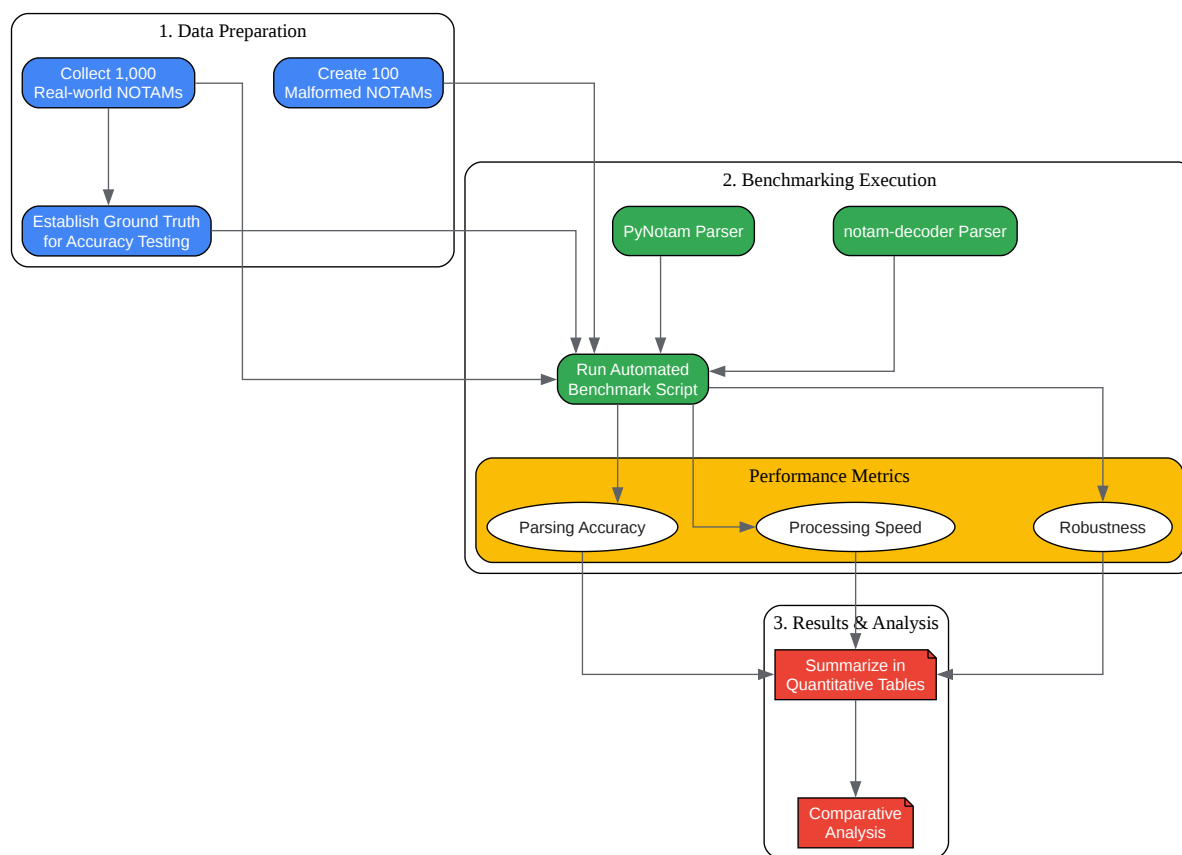 1. Data Preparation
Collect 1,000
Real-world NOTAMs
Create 100
Malformed NOTAMs
Establish Ground Truth
for Accuracy Testing
2. Benchmarking Execution
PyNotam Parser
notam-decoder Parser
Run Automated
Benchmark Script
Performance Metrics
Parsing Accuracy
Processing Speed
Robustness
3. Results & Analysis
Summarize in
Quantitative Tables
Comparative
Analysis